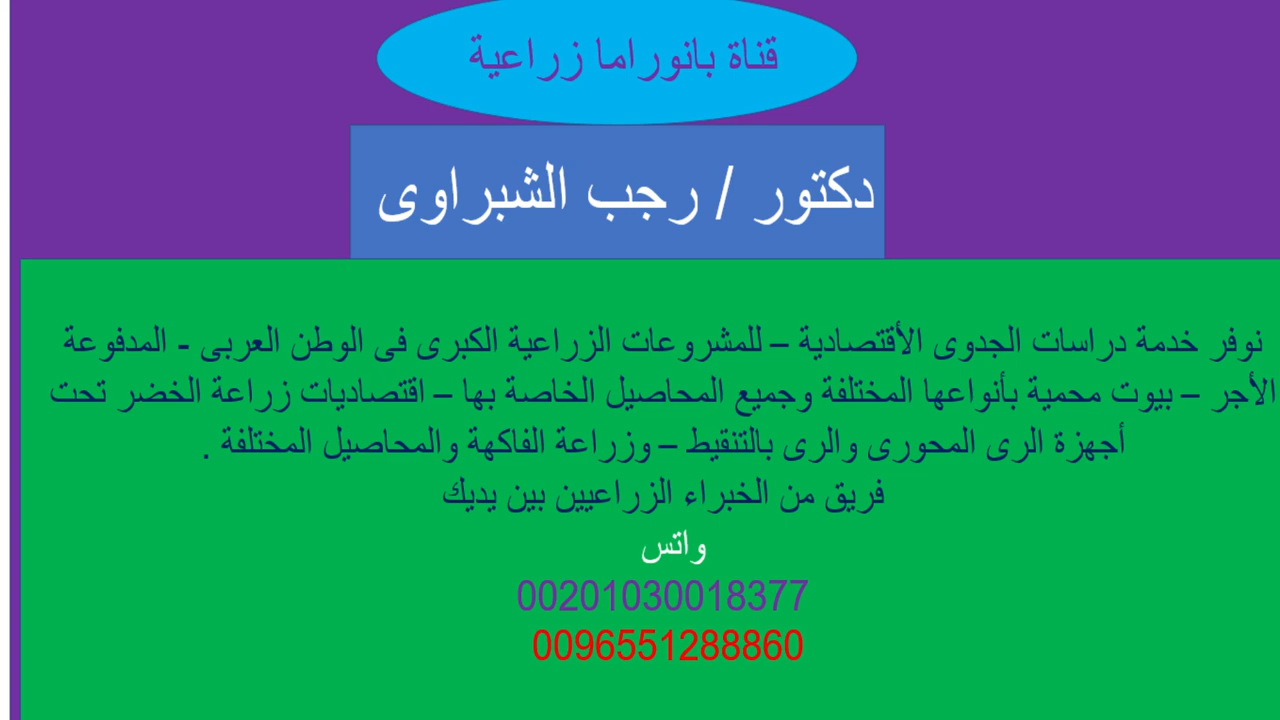 قناة بانوراما زراعية
دكتور / رجب الشبراوى
نوفر خدمة دراسات الجدوى الأقتصادية – للمشروعات الزراعية الكبرى فى الوطن العربى - المدفوعة
الأجر – بيوت محمية بأنواعها المختلفة وجميع المحاصيل الخاصة بها – اقتصاديات زراعة الخضر تحت
أجهزة الرى المحورى والرى بالتنقيط – وزراعة الفاكهة والمحاصيل المختلفة .
فريق من الخبراء الزراعيين بين يديك
واتس
00201030018377
0096551288860